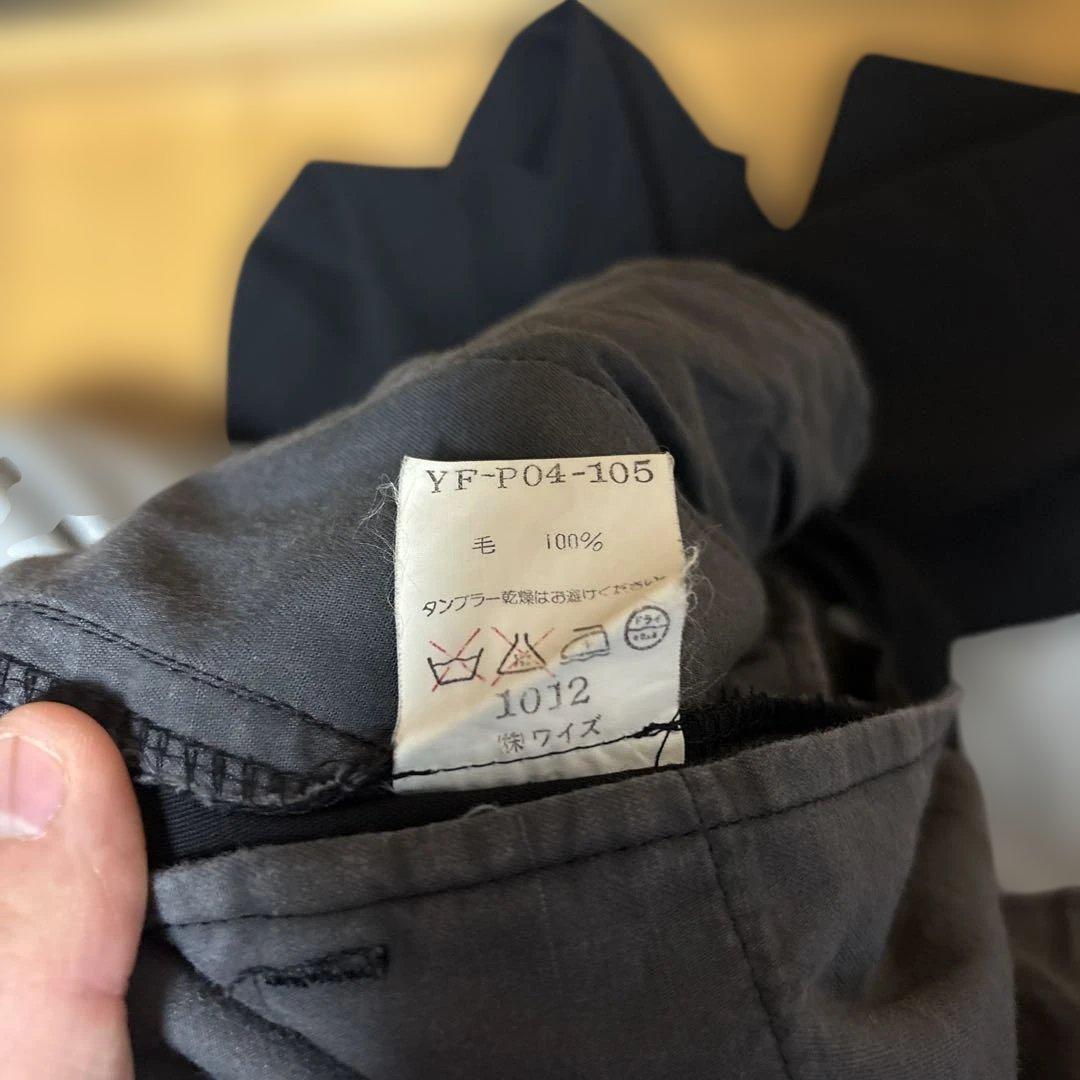 YF-P04-105
毛 100%
タンブラー乾燥はお避けください
ドライ
1012
㈱ワイズ